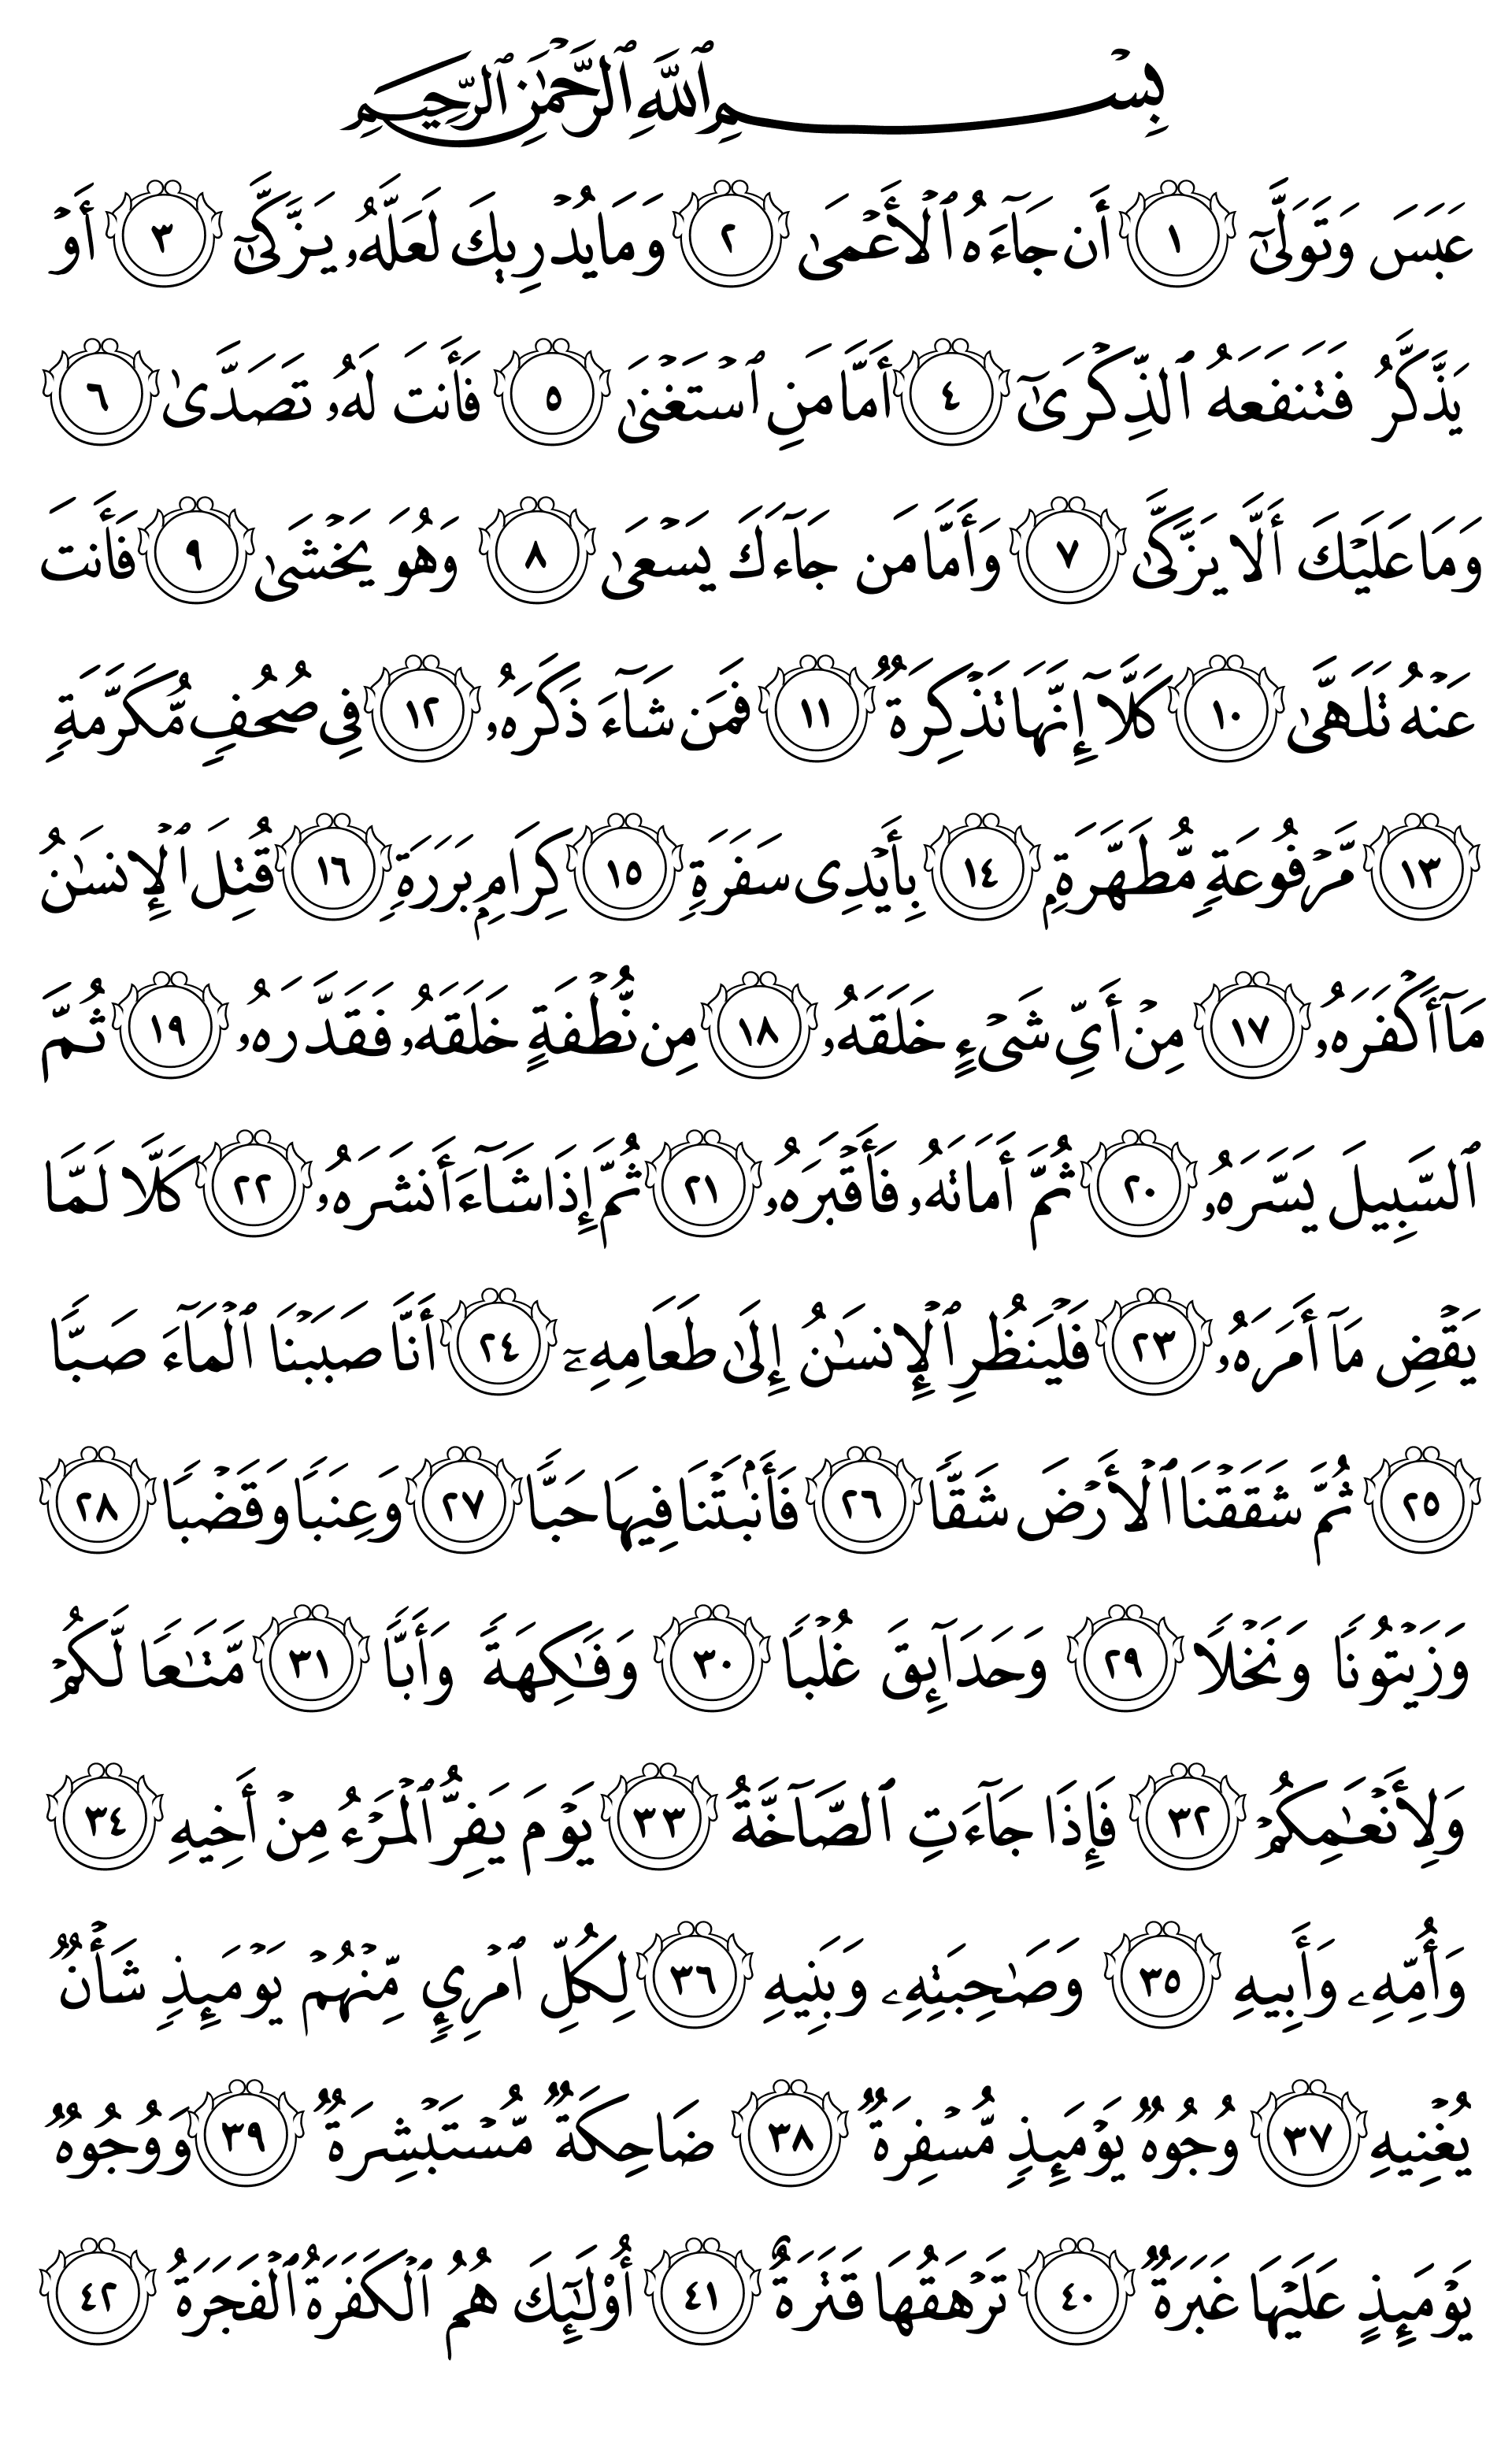 بِسْمِ ٱللَّهِ ٱلرَّحْمَٰنِ ٱلرَّحِيمِ
عَبَسَ وَتَوَلَّىٰٓ ١ أَن جَآءَهُ ٱلْأَعْمَىٰ ٢ وَمَا يُدْرِيكَ لَعَلَّهُۥ يَزَّكَّىٰٓ ٣ أَوْ
يَذَّكَّرُ فَتَنفَعَهُ ٱلذِّكْرَىٰٓ ٤ أَمَّا مَنِ ٱسْتَغْنَىٰ ٥ فَأَنتَ لَهُۥ تَصَدَّىٰ ٦
وَمَا عَلَيْكَ أَلَّا يَزَّكَّىٰ ٧ وَأَمَّا مَن جَآءَكَ يَسْعَىٰ ٨ وَهُوَ يَخْشَىٰ ٩ فَأَنتَ
عَنْهُ تَلَهَّىٰ ١٠ كَلَّآ إِنَّهَا تَذْكِرَةٌ ١١ فَمَن شَآءَ ذَكَرَهُۥ ١٢ فِى صُحُفٍ مُّكَرَّمَةٍ
١٣ مَّرْفُوعَةٍ مُّطَهَّرَةٍۭ ١٤ بِأَيْدِى سَفَرَةٍ ١٥ كِرَامٍۭ بَرَرَةٍ ١٦ قُتِلَ ٱلْإِنسَٰنُ
مَآ أَكْفَرَهُۥ ١٧ مِنْ أَىِّ شَىْءٍ خَلَقَهُۥ ١٨ مِن نُّطْفَةٍ خَلَقَهُۥ فَقَدَّرَهُۥ ١٩ ثُمَّ
ٱلسَّبِيلَ يَسَّرَهُۥ ٢٠ ثُمَّ أَمَاتَهُۥ فَأَقْبَرَهُۥ ٢١ ثُمَّ إِذَا شَآءَ أَنشَرَهُۥ ٢٢ كَلَّا لَمَّا
يَقْضِ مَآ أَمَرَهُۥ ٢٣ فَلْيَنظُرِ ٱلْإِنسَٰنُ إِلَىٰ طَعَامِهِۦٓ ٢٤ أَنَّا صَبَبْنَا ٱلْمَآءَ صَبًّا
٢٥ ثُمَّ شَقَقْنَا ٱلْأَرْضَ شَقًّا ٢٦ فَأَنۢبَتْنَا فِيهَا حَبًّا ٢٧ وَعِنَبًا وَقَضْبًا ٢٨
وَزَيْتُونًا وَنَخْلًا ٢٩ وَحَدَآئِقَ غُلْبًا ٣٠ وَفَٰكِهَةً وَأَبًّا ٣١ مَّتَٰعًا لَّكُمْ
وَلِأَنْعَٰمِكُمْ ٣٢ فَإِذَا جَآءَتِ ٱلصَّآخَّةُ ٣٣ يَوْمَ يَفِرُّ ٱلْمَرْءُ مِنْ أَخِيهِ ٣٤
وَأُمِّهِۦ وَأَبِيهِ ٣٥ وَصَٰحِبَتِهِۦ وَبَنِيهِ ٣٦ لِكُلِّ ٱمْرِئٍ مِّنْهُمْ يَوْمَئِذٍ شَأْنٌ
يُغْنِيهِ ٣٧ وُجُوهٌ يَوْمَئِذٍ مُّسْفِرَةٌ ٣٨ ضَاحِكَةٌ مُّسْتَبْشِرَةٌ ٣٩ وَوُجُوهٌ
يَوْمَئِذٍ عَلَيْهَا غَبَرَةٌ ٤٠ تَرْهَقُهَا قَتَرَةٌ ٤١ أُو۟لَٰٓئِكَ هُمُ ٱلْكَفَرَةُ ٱلْفَجَرَةُ ٤٢